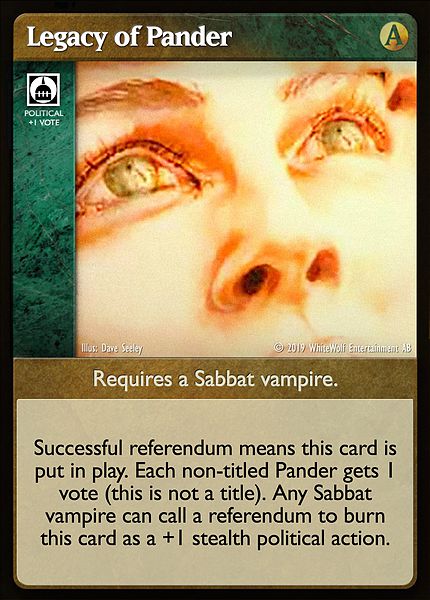 Legacy of Pander
A
POLITICAL
+1 VOTE
Illus: Dave Seeley
© 2019 WhiteWolf Entertainment AB
Requires a Sabbat vampire.
Successful referendum means this card is
put in play. Each non-titled Pander gets 1
vote (this is not a title). Any Sabbat
vampire can call a referendum to burn
this card as a +1 stealth political action.